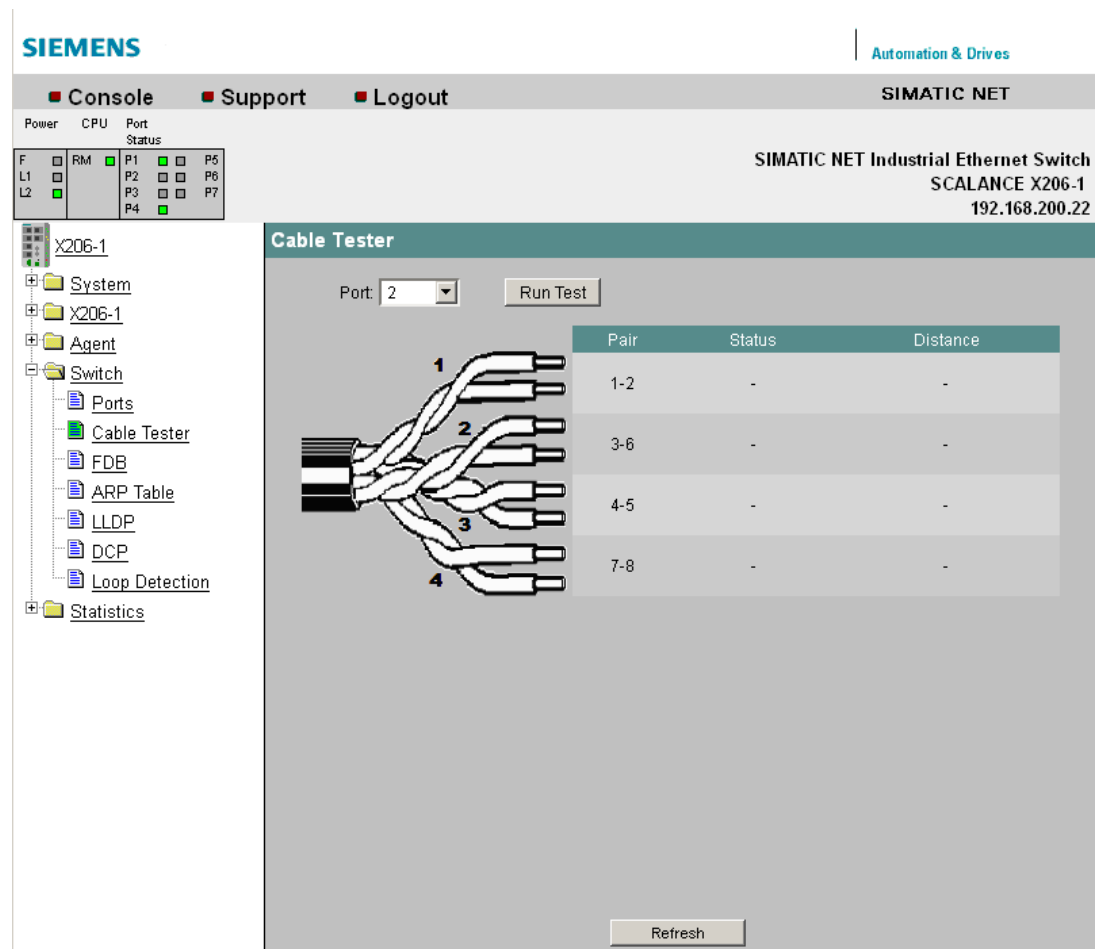 SIEMENS
Automation & Drives
Console Support Logout
SIMATIC NET
Power CPU Port
Status
F RM P1 P5
L1 P2 P6
L2 P3 P7
P4
SIMATIC NET Industrial Ethernet Switch
SCALANCE X206-1
192.168.200.22
X206-1
System
X206-1
Agent
Switch
Ports
Cable Tester
FDB
ARP Table
LLDP
DCP
Loop Detection
Statistics
Cable Tester
Port: 2 Run Test
Pair Status Distance
1-2 - -
3-6 - -
4-5 - -
7-8 - -
1
2
3
4
Refresh